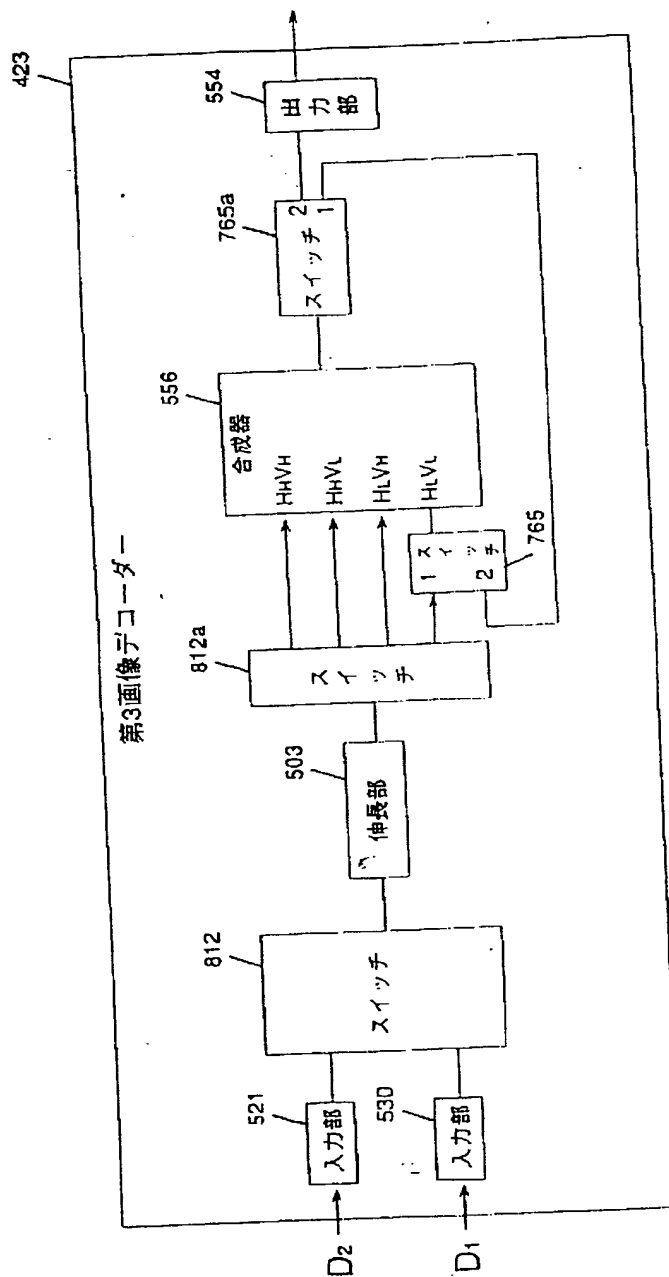 423
第3画像デコーダー
D2
D1
521
入力部
530
入力部
812
スイッチ
503
伸長部
812a
スイッチ
1
2
スイッチ
765
556
合成器
HHVH
HHVL
HLVH
HLVL
765a
スイッチ
2
1
554
出力部